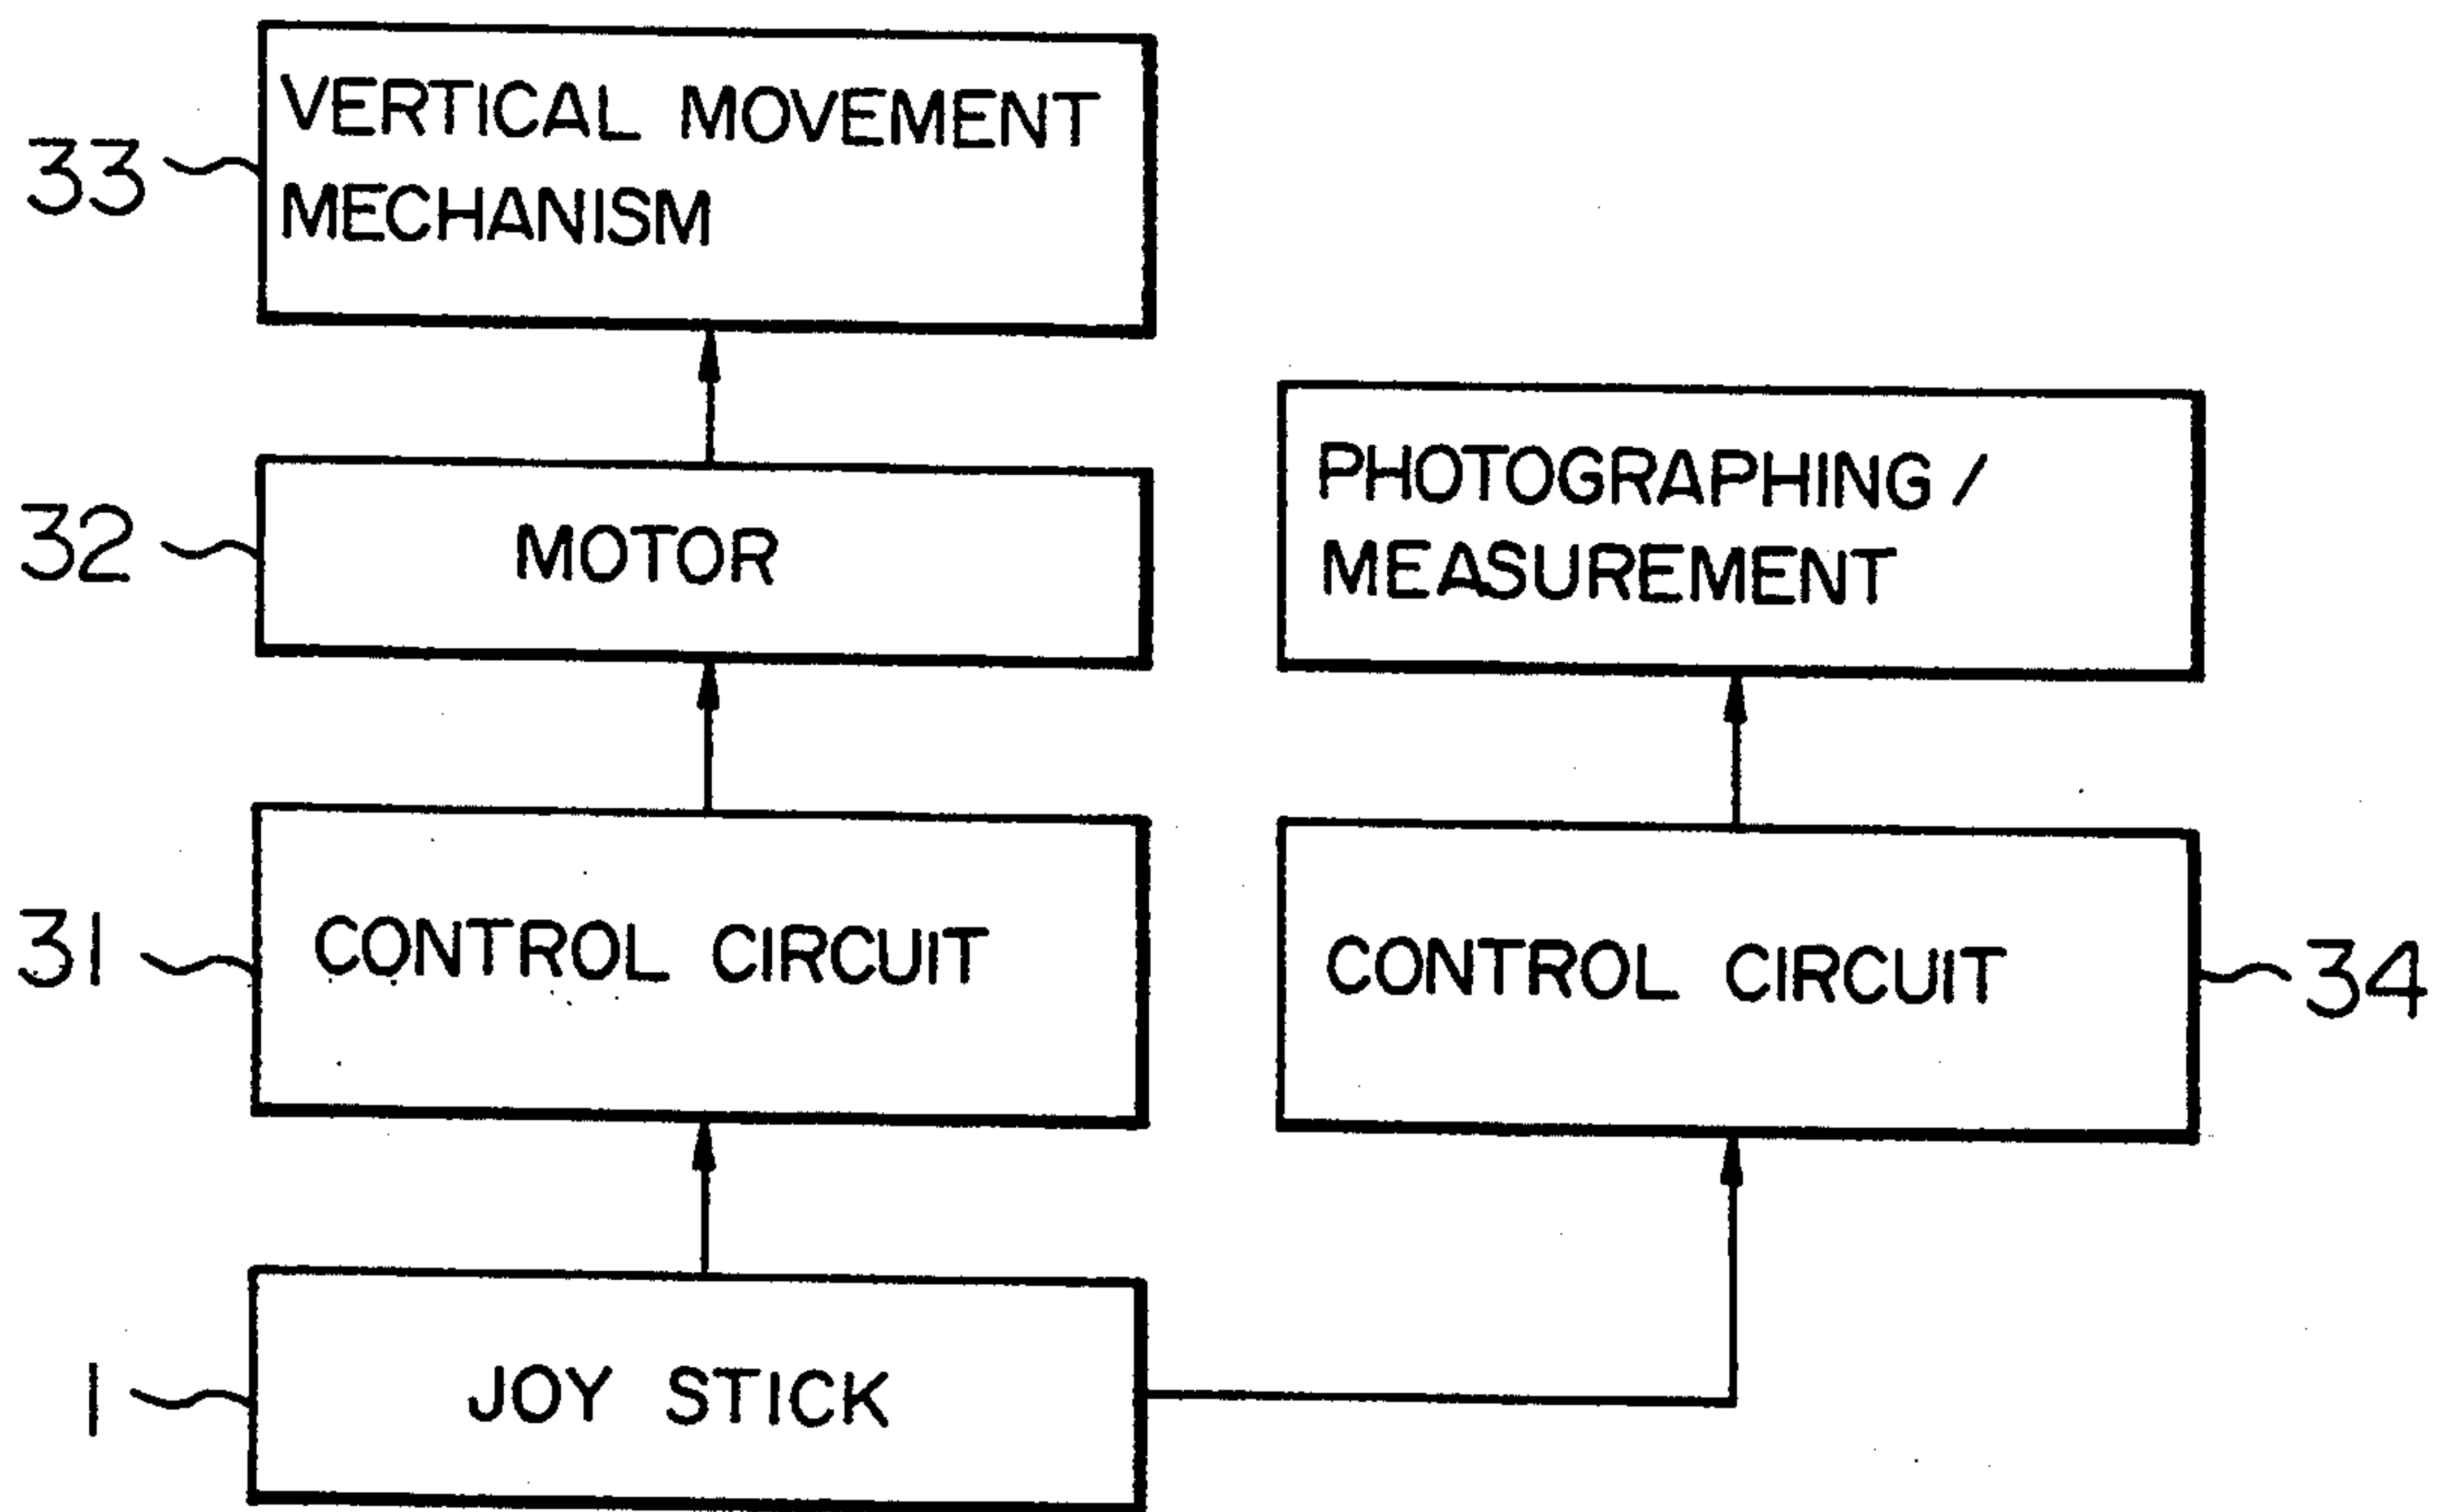 VERTICAL MOVEMENT
MECHANISM
33
PHOTOGRAPHING /
MEASUREMENT
32
MOTOR
31
CONTROL CIRCUIT
CONTROL CIRCUIT
34
1
JOY STICK